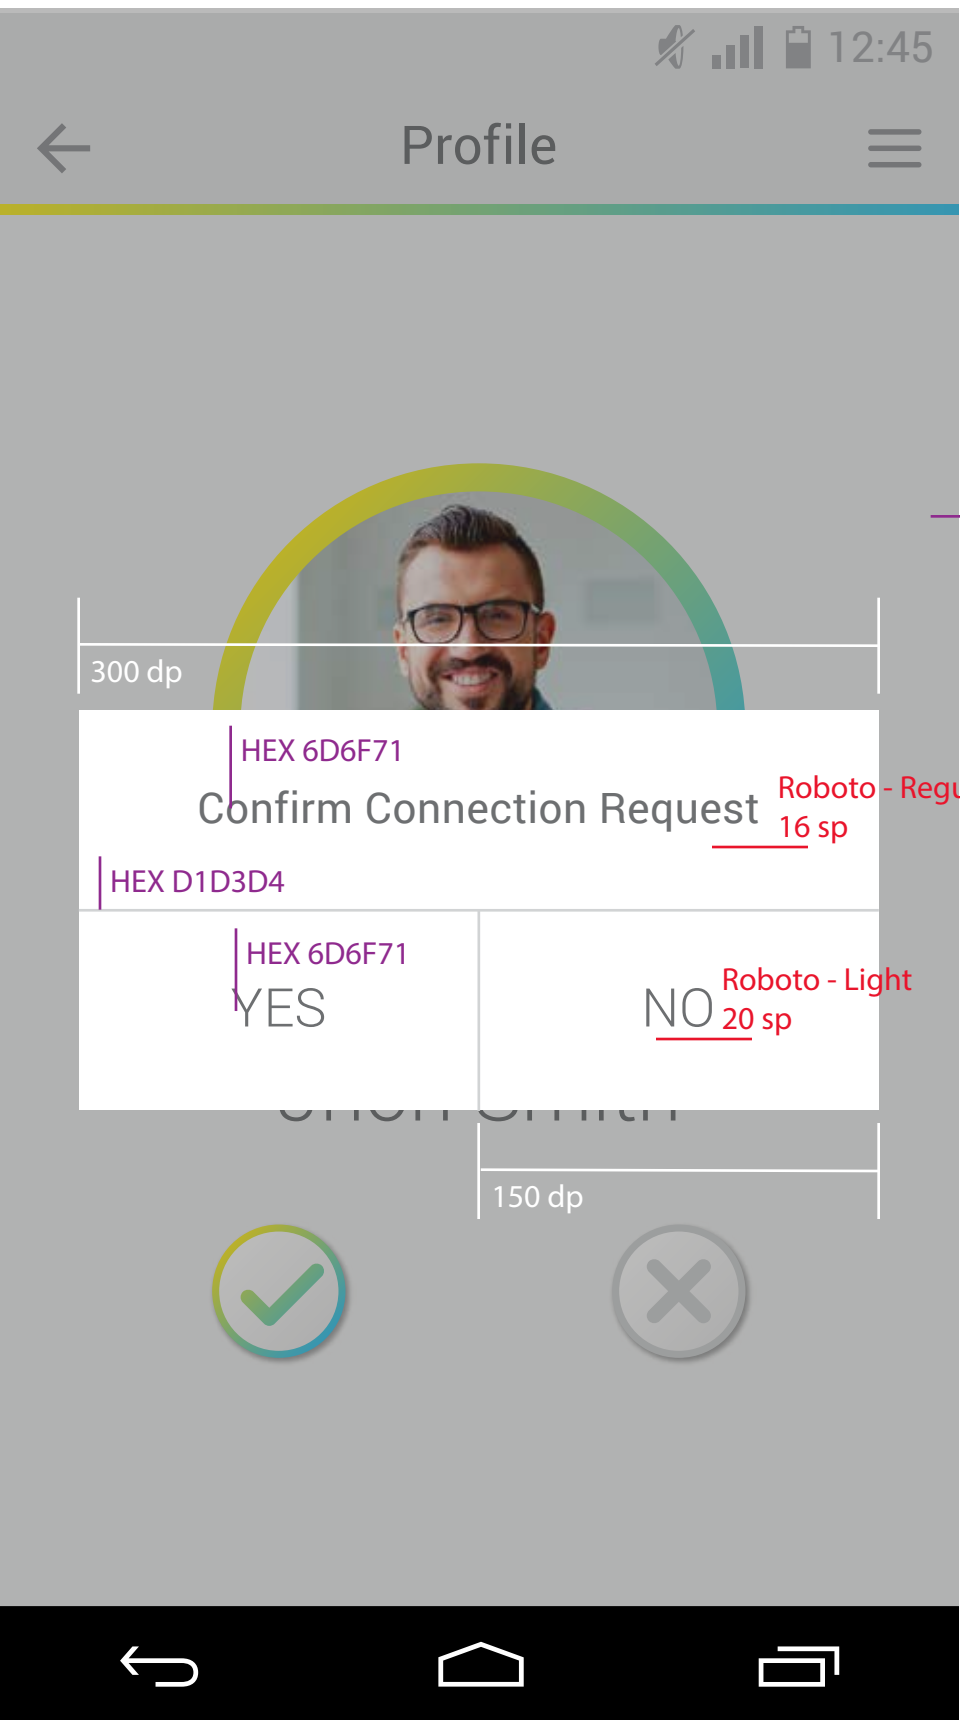 12:45
Profile
300 dp
HEX 6D6F71
Confirm Connection Request
Roboto - Regu
16 sp
HEX D1D3D4
HEX 6D6F71
YES
NO
Roboto - Light
20 sp
Smith
150 dp